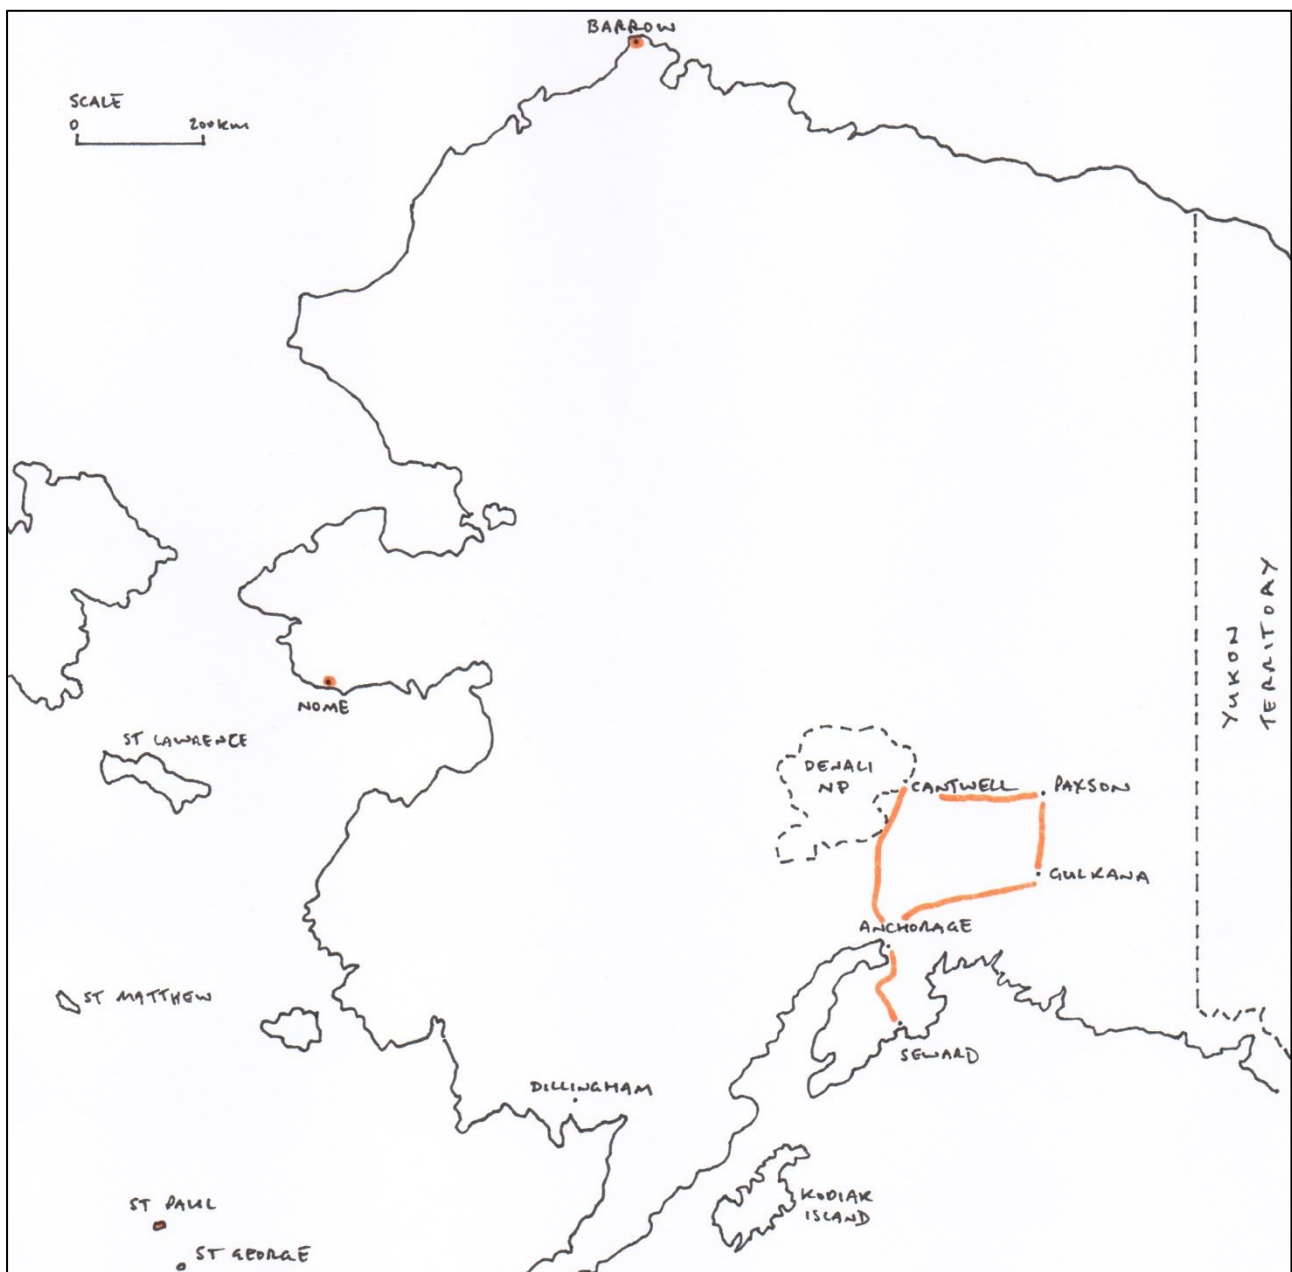 BARROW
SCALE
0 200km
YUKON
TERRITORY
NOME
ST LAWRENCE
DENALI
NP
CANTWELL
PAXSON
GULKANA
ANCHORAGE
ST MATTHEW
SEWARD
DILLINGHAM
ST PAUL
KODIAK
ISLAND
ST GEORGE